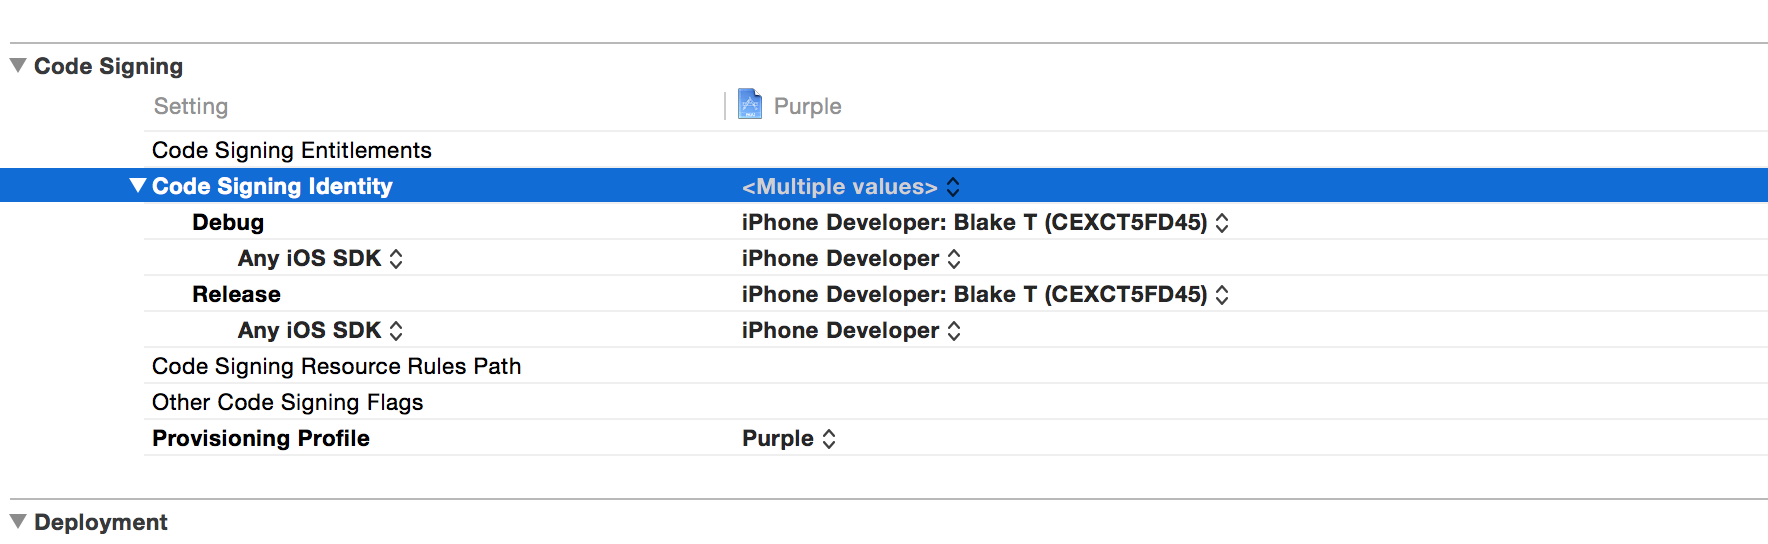 Code Signing
Setting Purple
Code Signing Entitlements
Code Signing Identity <Multiple values>
Debug iPhone Developer: Blake T (CEXCT5FD45)
Any iOS SDK iPhone Developer
Release iPhone Developer: Blake T (CEXCT5FD45)
Any iOS SDK iPhone Developer
Code Signing Resource Rules Path
Other Code Signing Flags
Provisioning Profile Purple
Deployment